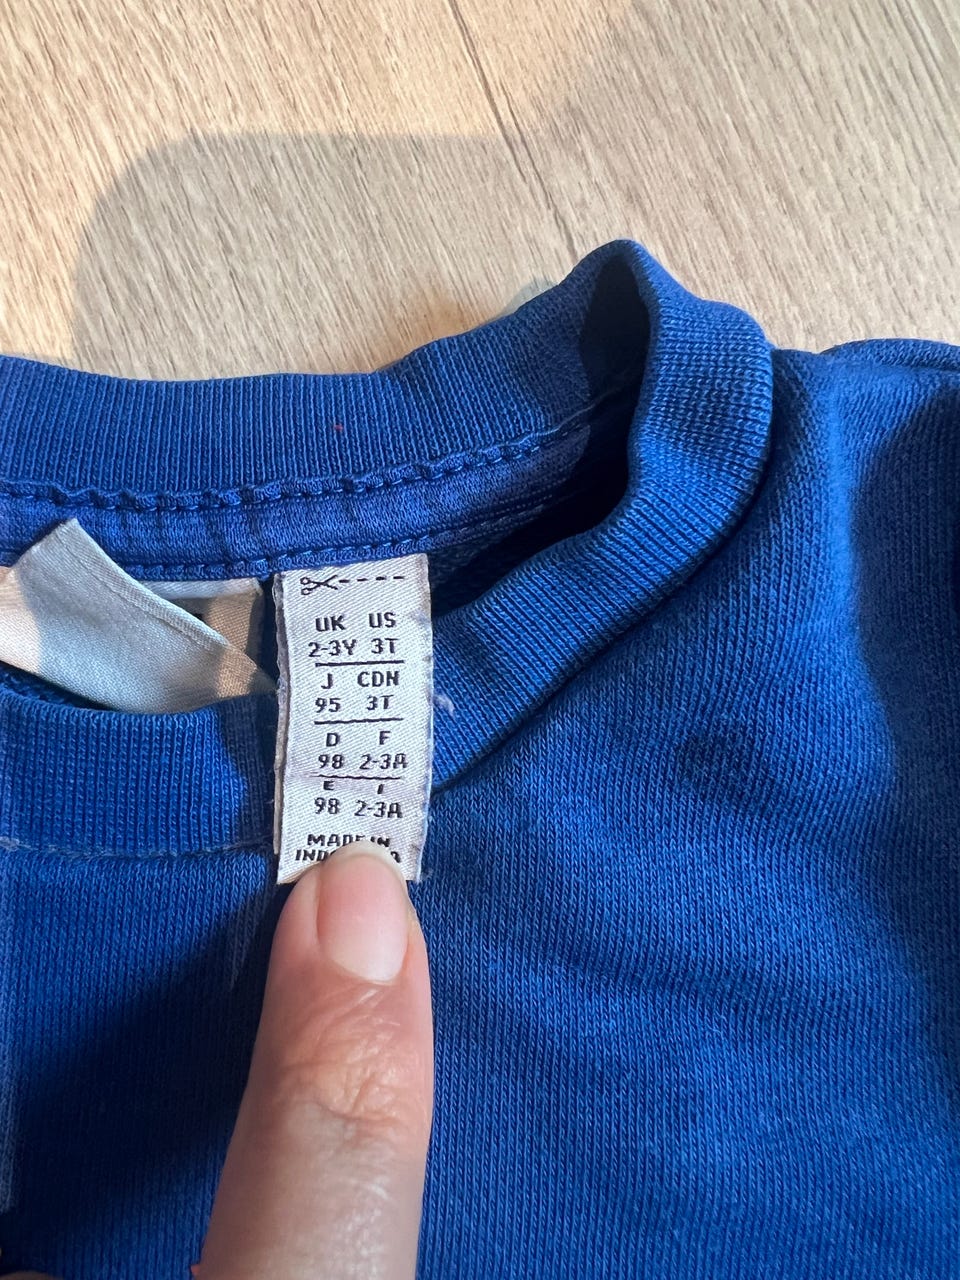 UK US
2-3Y 3T
J CDN
95 3T
D F
98 2-3A
E I
98 2-3A
MADE IN